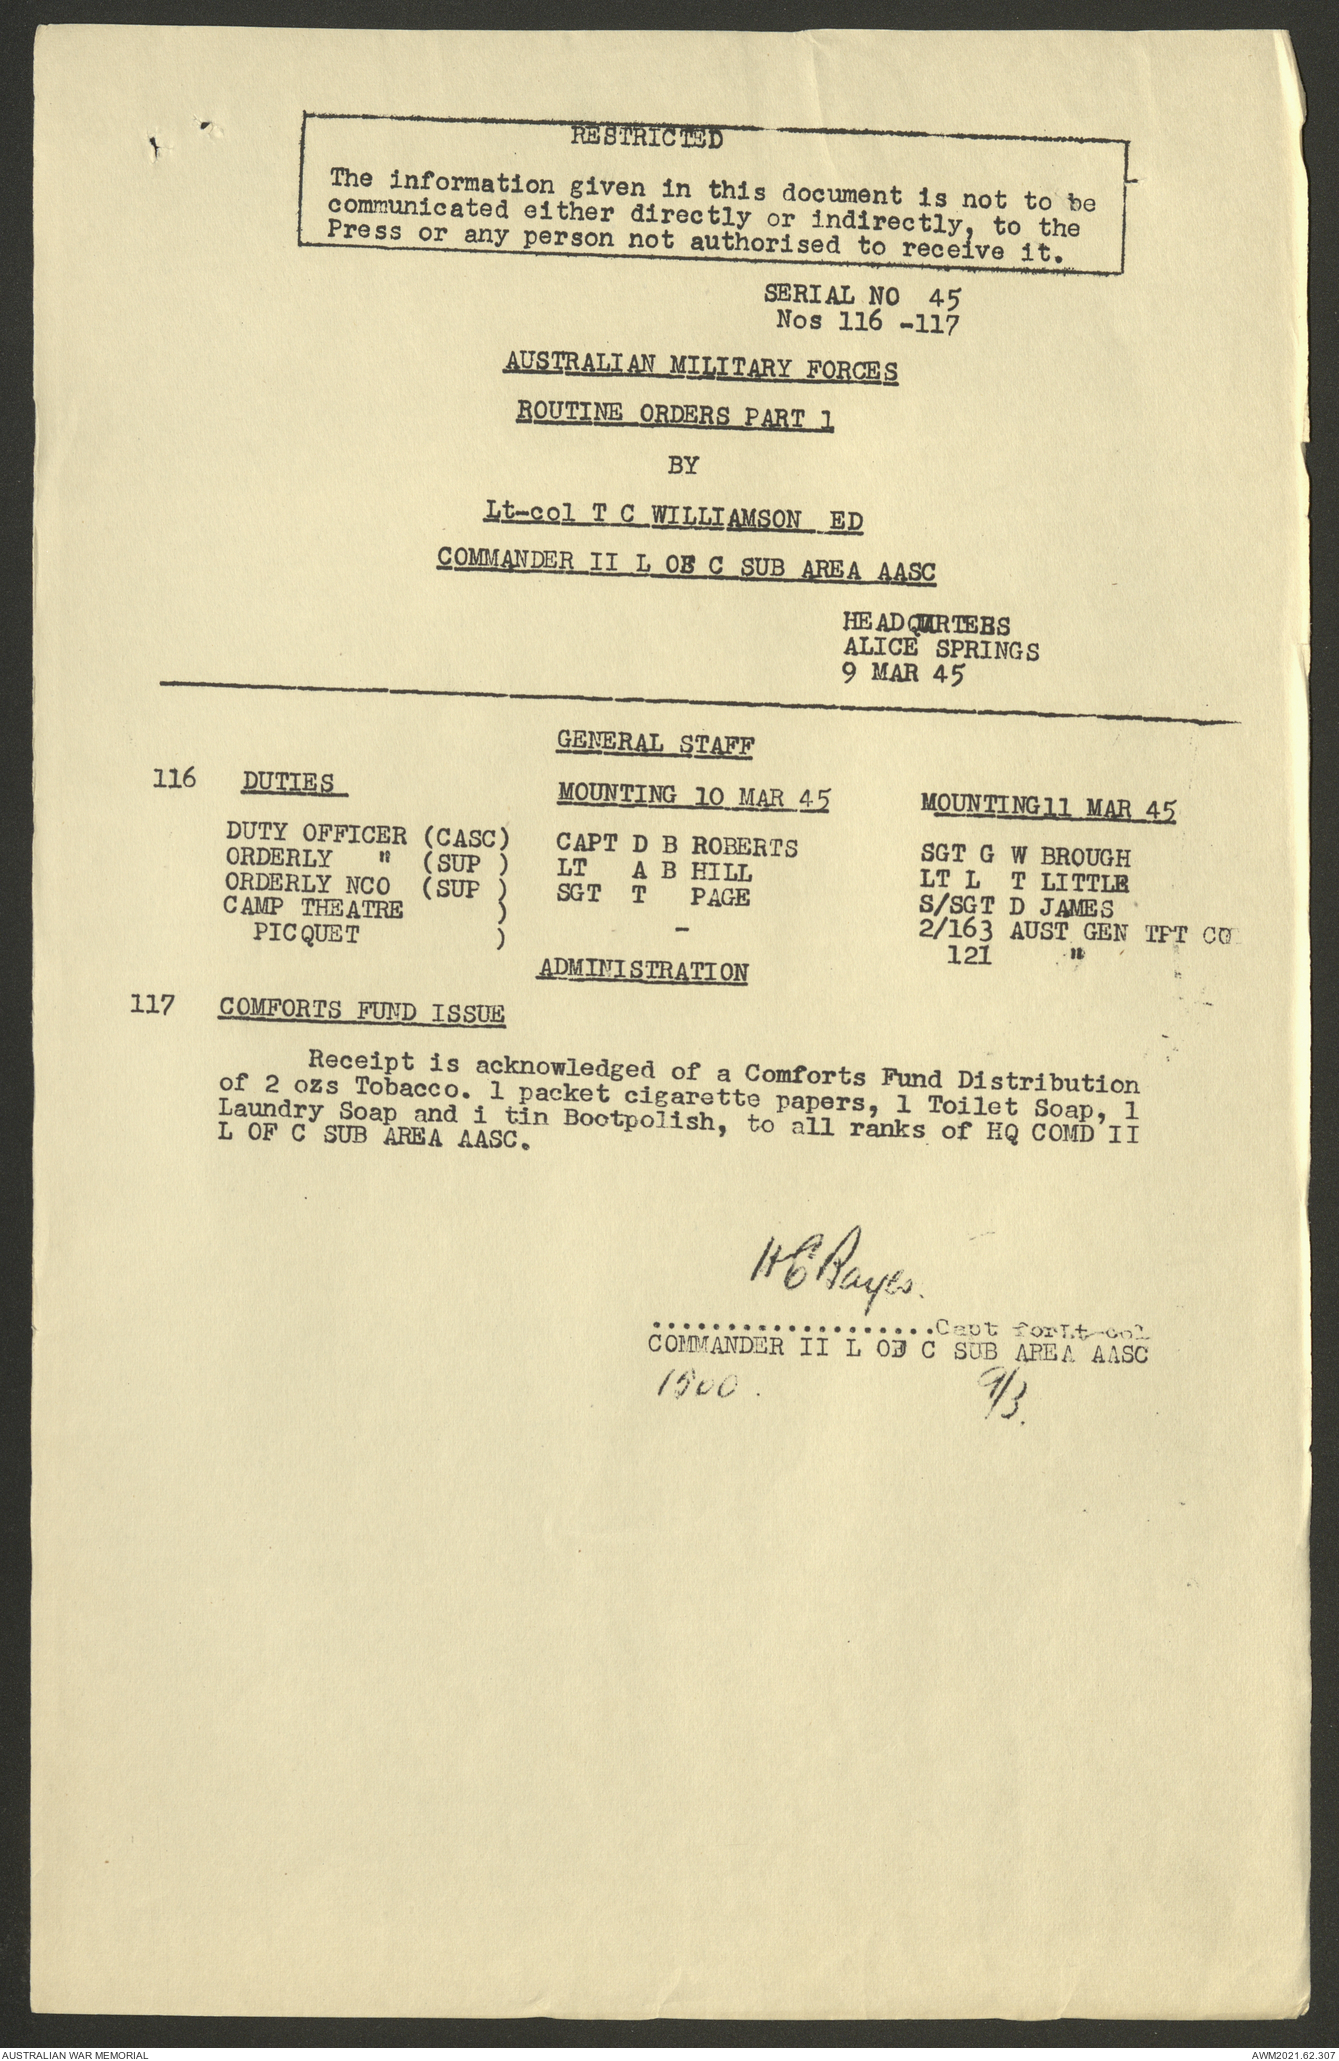 RESTRICTED
The information given in this document is not to be
communicated either directly or indirectly, to the
Press or any person not authorised to receive it.
SERIAL NO 45
Nos 116 -117
AUSTRALIAN MILITARY FORCES
ROUTINE ORDERS PART 1
BY
Lt-col T C WILLIAMSON ED
COMMANDER II L OF C SUB AREA AASC
HEADQUARTERS
ALICE SPRINGS
9 MAR 45
GENERAL STAFF
116 DUTIES MOUNTING 10 MAR 45 MOUNTING11 MAR 45
DUTY OFFICER (CASC) CAPT D B ROBERTS SGT G W BROUGH
ORDERLY " (SUP ) LT A B HILL LT L T LITTLE
ORDERLY NCO (SUP ) SGT T PAGE S/SGT D JAMES
CAMP THEATRE ) 2/163 AUST GEN TPT CO
PICQUET ) - 121 "
ADMINISTRATION
117 COMFORTS FUND ISSUE
Receipt is acknowledged of a Comforts Fund Distribution
of 2 ozs Tobacco. 1 packet cigarette papers, 1 Toilet Soap, 1
Laundry Soap and i tin Bootpolish, to all ranks of HQ COMD II
L OF C SUB AREA AASC.
H E Bayes.
...................Capt forLt-col
COMMANDER II L OF C SUB AREA AASC
1500. 9/3.
AUSTRALIAN WAR MEMORIAL AWM2021.62.307